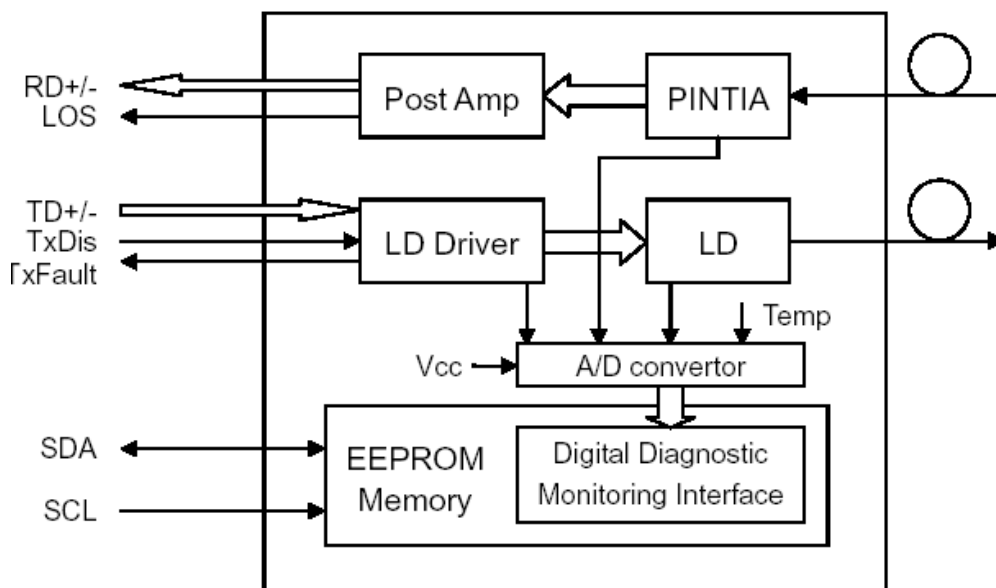 RD+/-
LOS
Post Amp
PINTIA
TD+/-
TxDis
TxFault
LD Driver
LD
Temp
Vcc
A/D convertor
SDA
SCL
EEPROM
Memory
Digital Diagnostic
Monitoring Interface